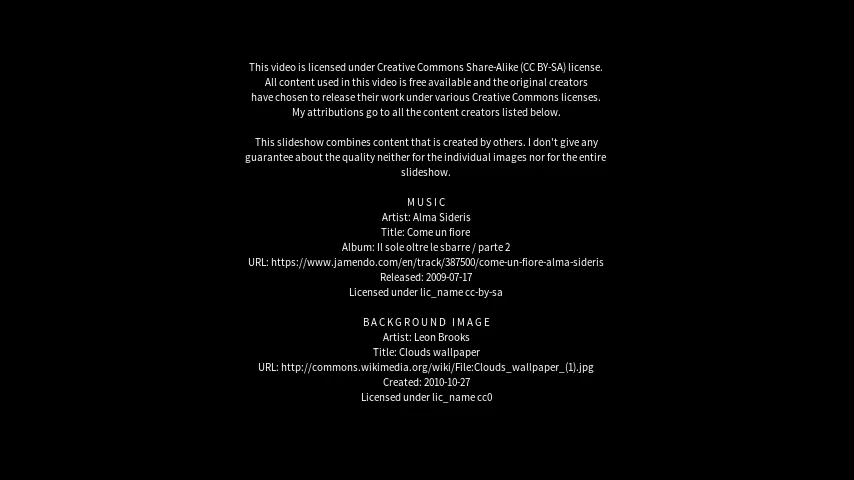 This video is licensed under Creative Commons Share-Alike (CC BY-SA) license.
All content used in this video is free available and the original creators
have chosen to release their work under various Creative Commons licenses.
My attributions go to all the content creators listed below.
This slideshow combines content that is created by others. I don't give any
guarantee about the quality neither for the individual images nor for the entire
slideshow.
MUSIC
Artist: Alma Sideris
Title: Come un fiore
Album: Il sole oltre le sbarre / parte 2
URL: https://www.jamendo.com/en/track/387500/come-un-fiore-alma-sideris
Released: 2009-07-17
Licensed under lic_name cc-by-sa
BACKGROUND IMAGE
Artist: Leon Brooks
Title: Clouds wallpaper
URL: http://commons.wikimedia.org/wiki/File:Clouds_wallpaper_(1).jpg
Created: 2010-10-27
Licensed under lic_name cc0